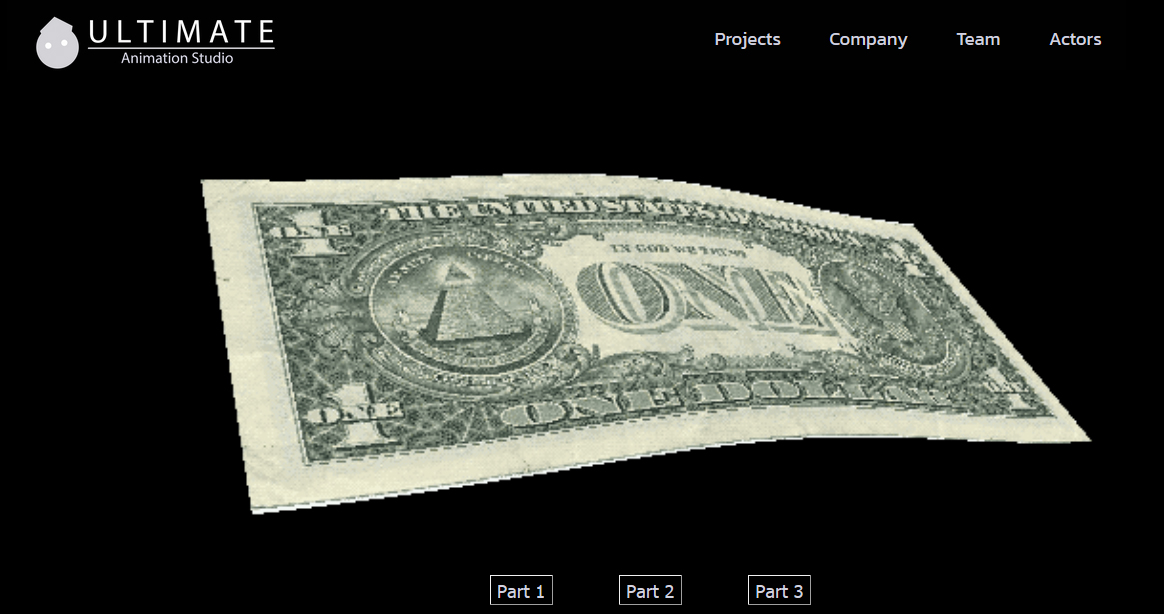 ULTIMATE
Animation Studio
Projects Company Team Actors
THE UNITED STATES OF AMERICA
ONE
IN GOD WE TRUST
ONE
ONE
ONE DOLLAR
Part 1 Part 2 Part 3